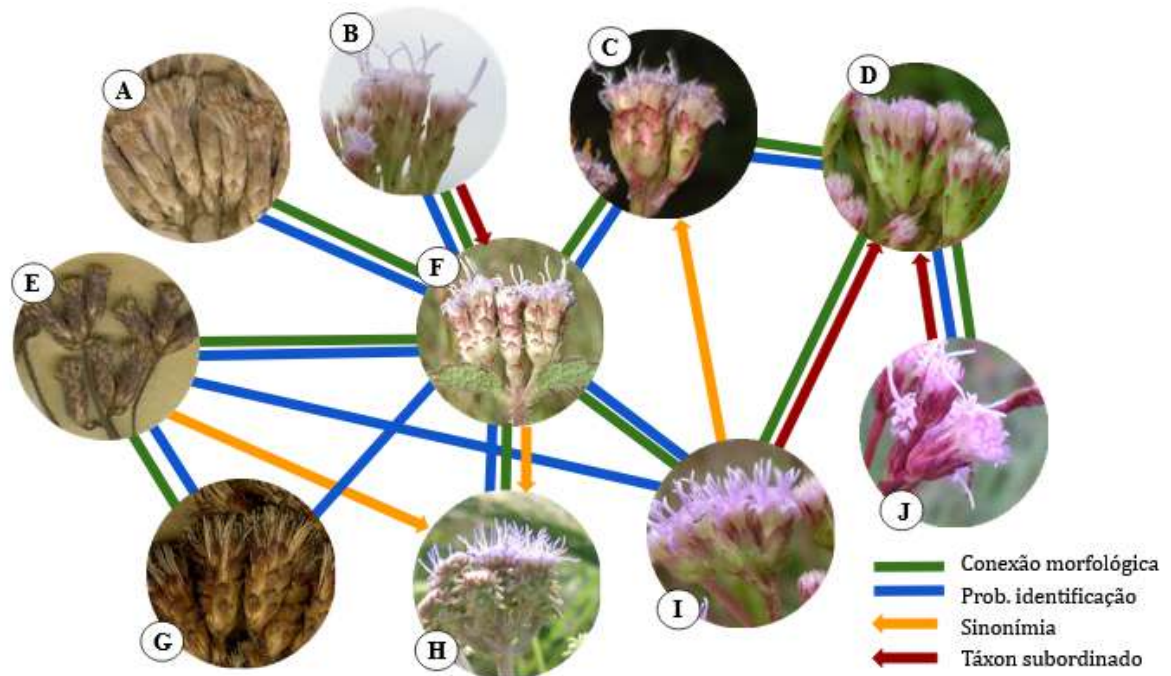 A
B
C
D
E
F
G
H
I
J
Conexão morfológica
Prob. identificação
Sinonímia
Táxon subordinado